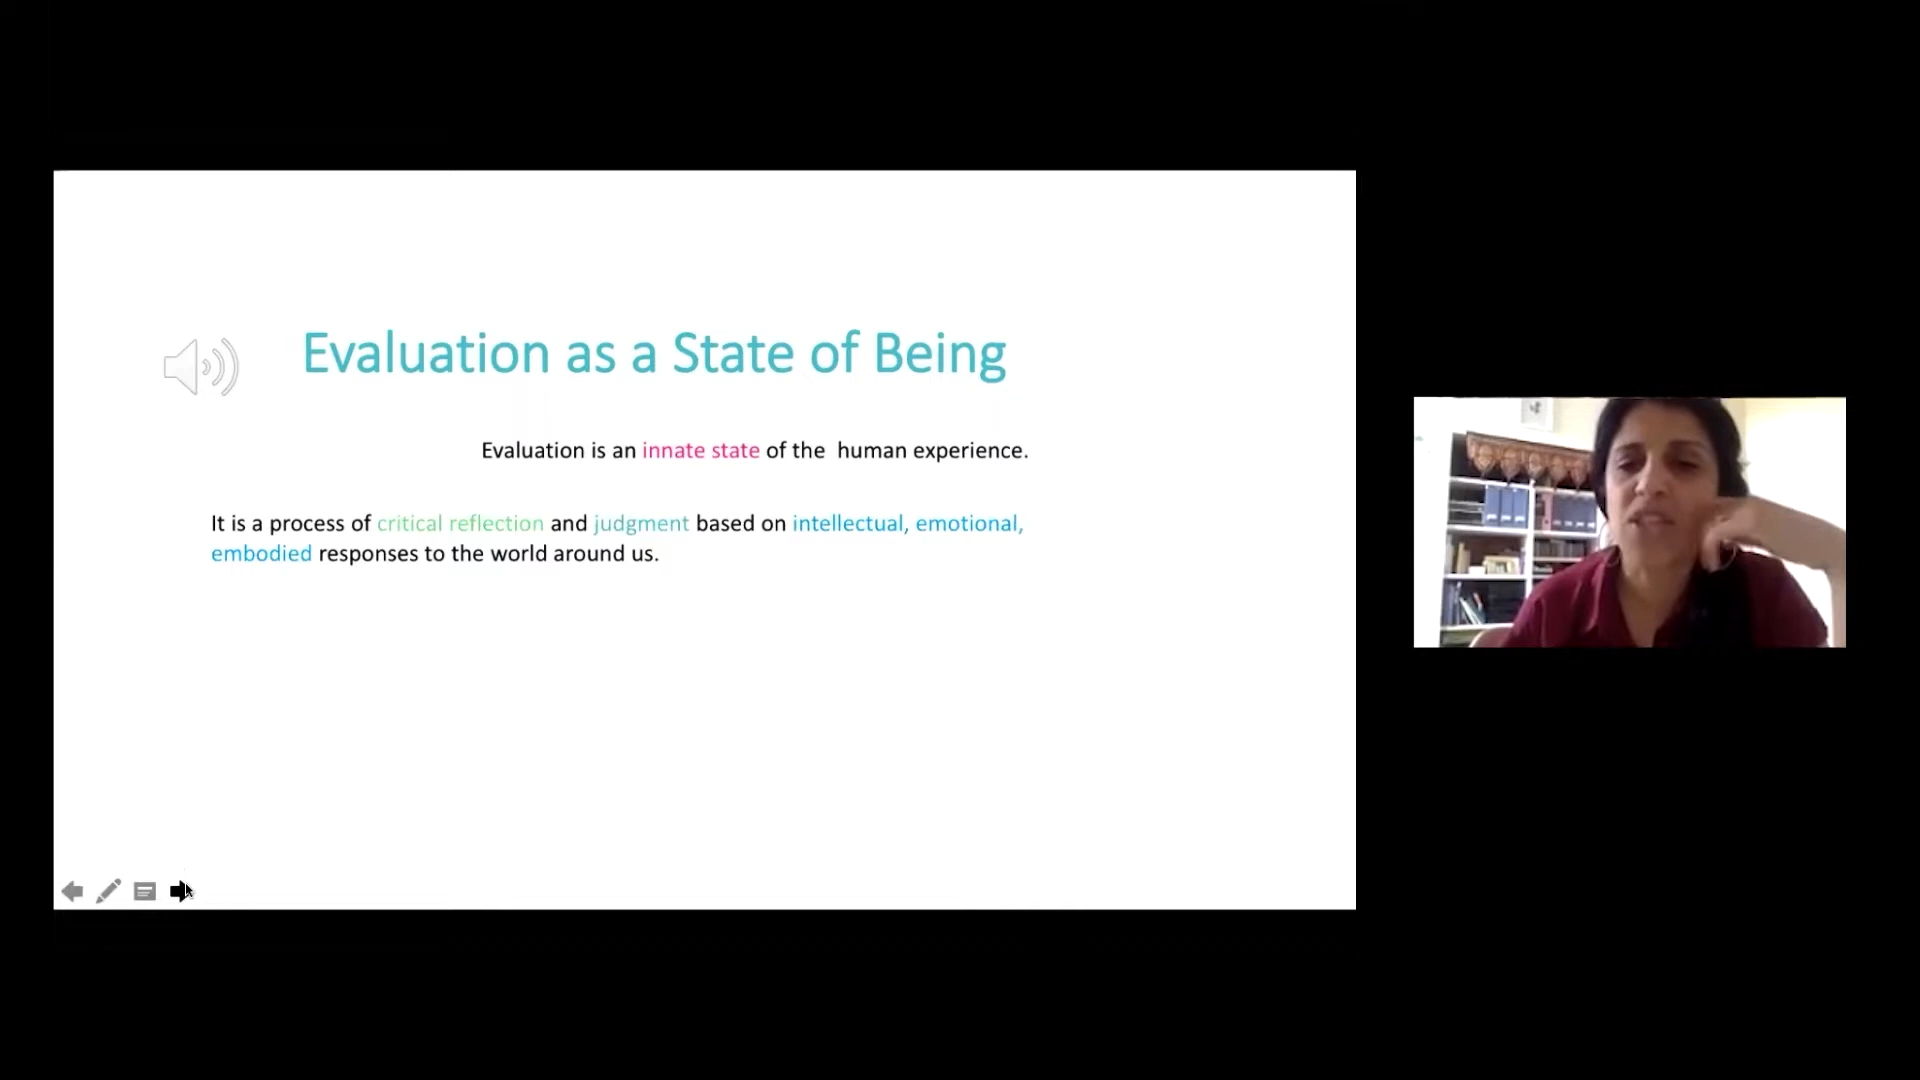 Evaluation as a State of Being
Evaluation is an innate state of the  human experience.
It is a process of critical reflection and judgment based on intellectual, emotional,
embodied responses to the world around us.